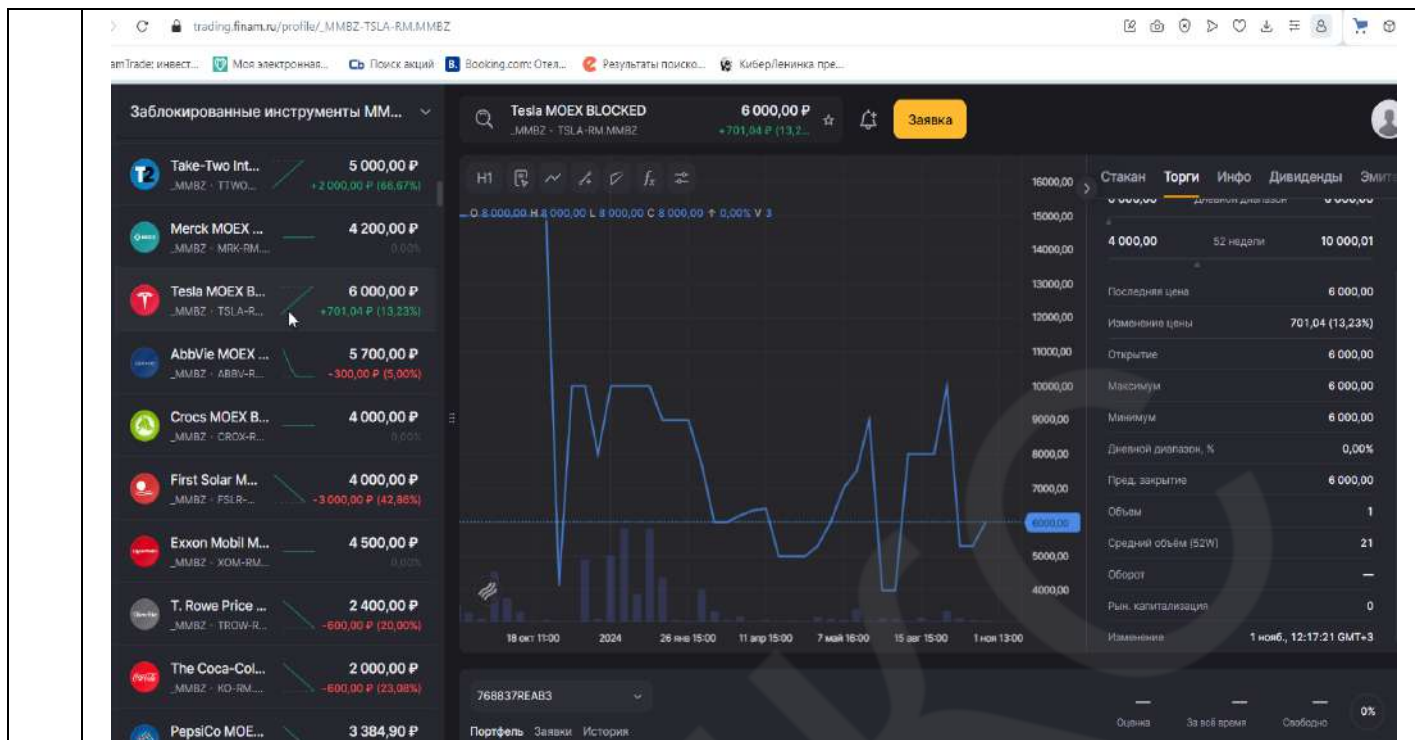 trading.finam.ru/profile/_MMBZ-TSLA-RM.MMBZ
amTrade: инвест... Моя электронная... Сь Поиск акций B. Booking.com: Отел... Результаты поиско... КиберЛенинка пре...
Заблокированные инструменты ММ...
Take-Two Int... 5 000,00 ₽
_MMBZ · TTWO... +2 000,00 ₽ (66,67%)
Merck MOEX ... 4 200,00 ₽
_MMBZ · MRK-RM.... 0,00%
Tesla MOEX B... 6 000,00 ₽
_MMBZ · TSLA-R... +701,04 ₽ (13,23%)
AbbVie MOEX ... 5 700,00 ₽
_MMBZ · ABBV-R... -300,00 ₽ (5,00%)
Crocs MOEX B... 4 000,00 ₽
_MMBZ · CROX-R... 0,00%
First Solar M... 4 000,00 ₽
_MMBZ · FSLR-... -3 000,00 ₽ (42,86%)
Exxon Mobil M... 4 500,00 ₽
_MMBZ · XOM-RM... 0,00%
T. Rowe Price ... 2 400,00 ₽
_MMBZ · TROW-R... -600,00 ₽ (20,00%)
The Coca-Col... 2 000,00 ₽
_MMBZ · KO-RM.... -600,00 ₽ (23,08%)
PepsiCo MOE... 3 384,90 ₽
Tesla MOEX BLOCKED 6 000,00 ₽
_MMBZ · TSLA-RM.MMBZ +701,04 ₽ (13,2...
Заявка
H1
O 8 000,00 H 8 000,00 L 8 000,00 C 8 000,00 ↑ 0,00% V 3
16000,00
15000,00
14000,00
13000,00
12000,00
11000,00
10000,00
9000,00
8000,00
7000,00
6000,00
5000,00
4000,00
18 окт 11:00 2024 26 янв 15:00 11 апр 15:00 7 май 16:00 15 авг 15:00 1 ноя 13:00
768837REAB3
Портфель Заявки История
Стакан Торги Инфо Дивиденды Эмит
Дневной диапазон
4 000,00 52 недели 10 000,01
Последняя цена 6 000,00
Изменение цены 701,04 (13,23%)
Открытие 6 000,00
Максимум 6 000,00
Минимум 6 000,00
Дневной диапазон, % 0,00%
Пред. закрытие 6 000,00
Объем 1
Средний объём (52W) 21
Оборот —
Рын. капитализация 0
Изменение 1 нояб., 12:17:21 GMT+3
— — — 0%
Оценка За всё время Свободно